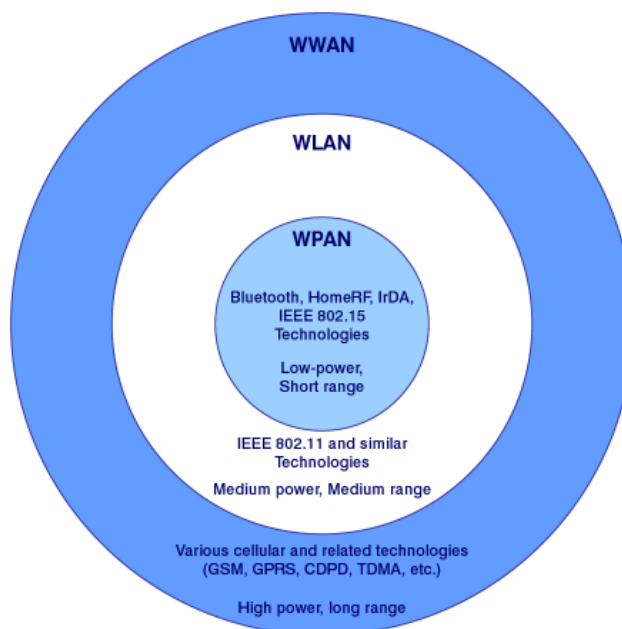 WWAN
WLAN
WPAN
Bluetooth, HomeRF, IrDA,
IEEE 802.15
Technologies
Low-power,
Short range
IEEE 802.11 and similar
Technologies
Medium power, Medium range
Various cellular and related technologies
(GSM, GPRS, CDPD, TDMA, etc.)
High power, long range